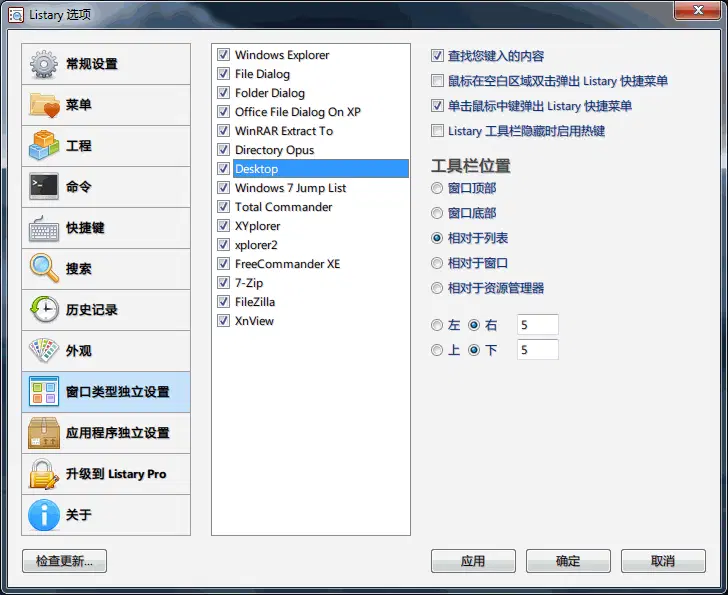 Listary 选项
常规设置
菜单
工程
命令
快捷键
搜索
历史记录
外观
窗口类型独立设置
应用程序独立设置
升级到 Listary Pro
关于
检查更新...
Windows Explorer
File Dialog
Folder Dialog
Office File Dialog On XP
WinRAR Extract To
Directory Opus
Desktop
Windows 7 Jump List
Total Commander
XYplorer
xplorer2
FreeCommander XE
7-Zip
FileZilla
XnView
查找您键入的内容
鼠标在空白区域双击弹出 Listary 快捷菜单
单击鼠标中键弹出 Listary 快捷菜单
Listary 工具栏隐藏时启用热键
工具栏位置
窗口顶部
窗口底部
相对于列表
相对于窗口
相对于资源管理器
左 右 5
上 下 5
应用 确定 取消